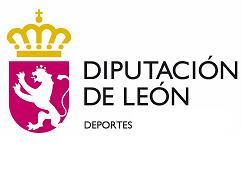 DIPUTACIÓN
DE LEÓN
DEPORTES